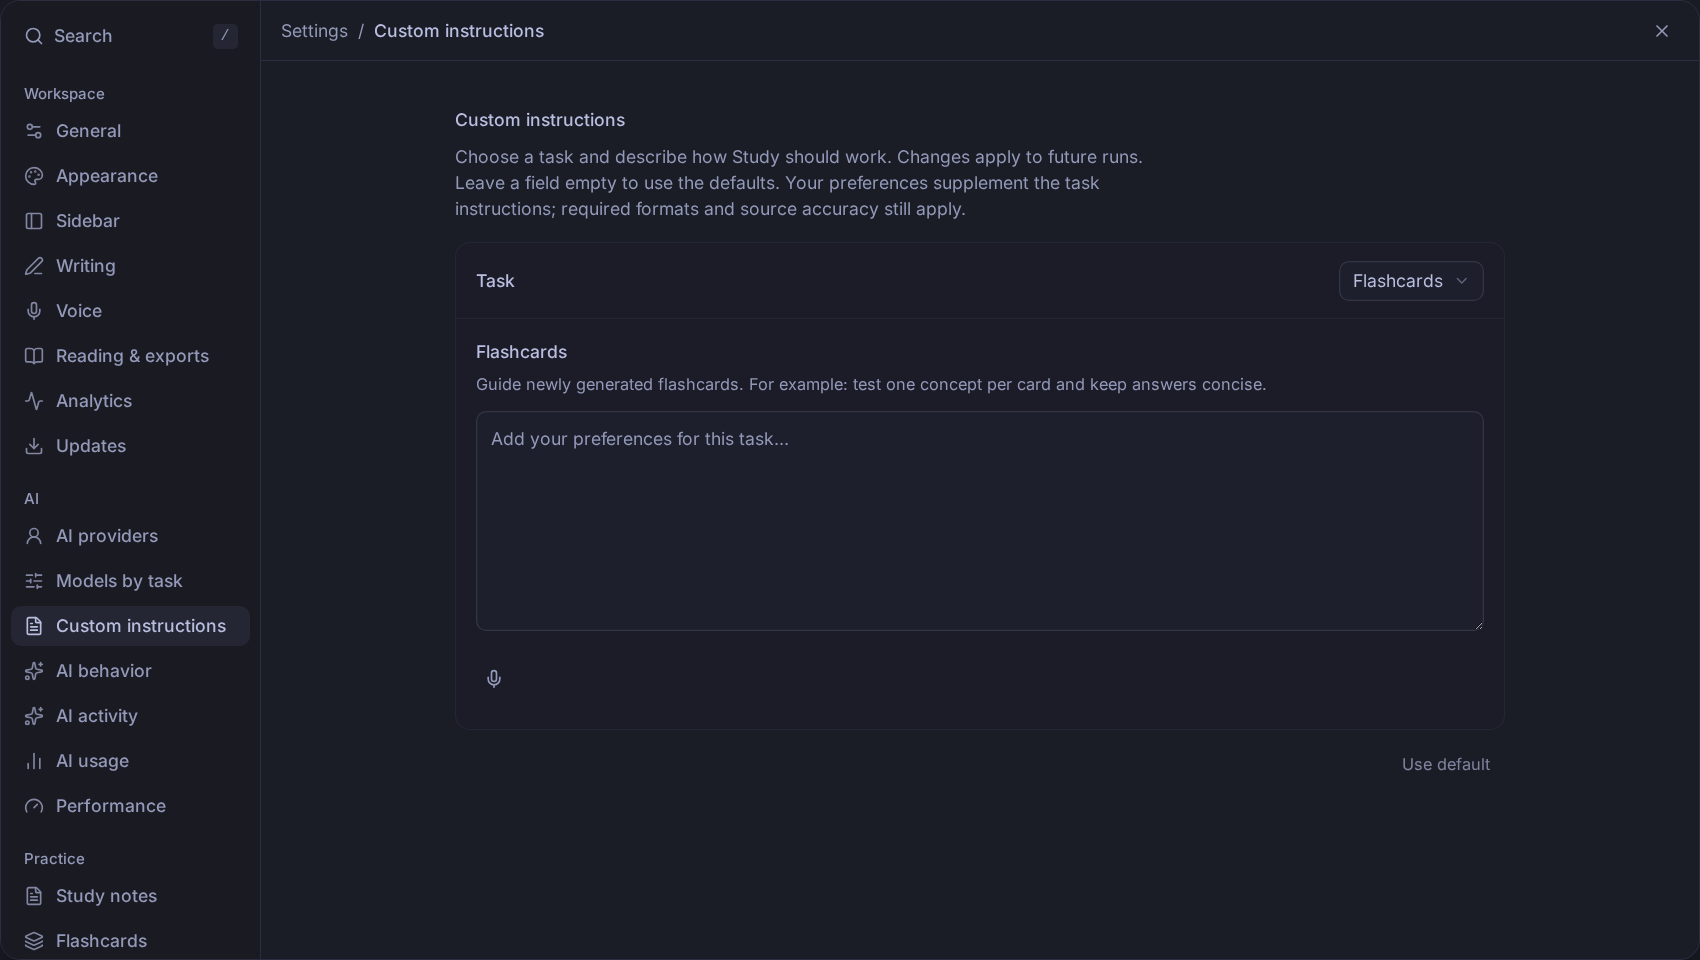 Search /
Settings / Custom instructions
Workspace
General
Appearance
Sidebar
Writing
Voice
Reading & exports
Analytics
Updates
AI
AI providers
Models by task
Custom instructions
AI behavior
AI activity
AI usage
Performance
Practice
Study notes
Flashcards
Custom instructions
Choose a task and describe how Study should work. Changes apply to future runs.
Leave a field empty to use the defaults. Your preferences supplement the task
instructions; required formats and source accuracy still apply.
Task
Flashcards
Flashcards
Guide newly generated flashcards. For example: test one concept per card and keep answers concise.
Add your preferences for this task...
Use default